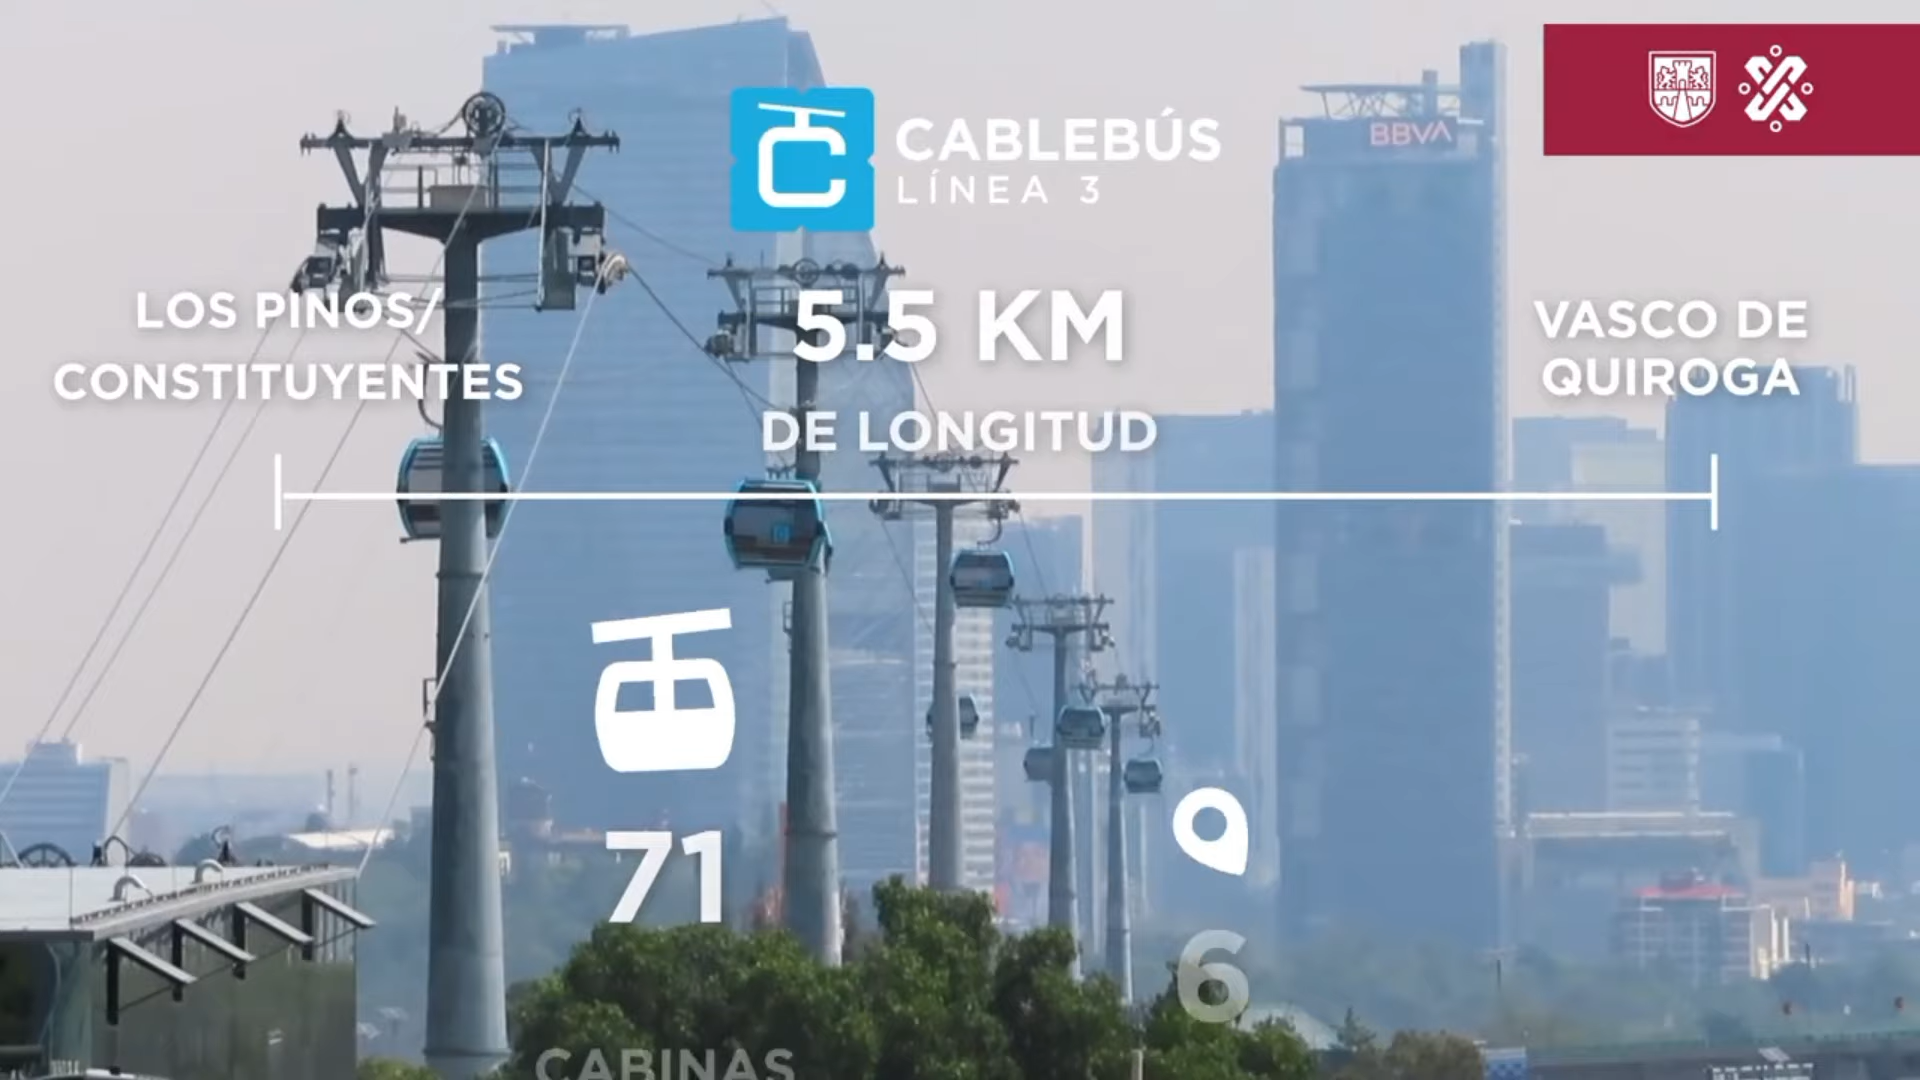 CABLEBÚS
LÍNEA 3
BBVA
LOS PINOS/
CONSTITUYENTES
5.5 KM
DE LONGITUD
VASCO DE
QUIROGA
71
CABINAS
6